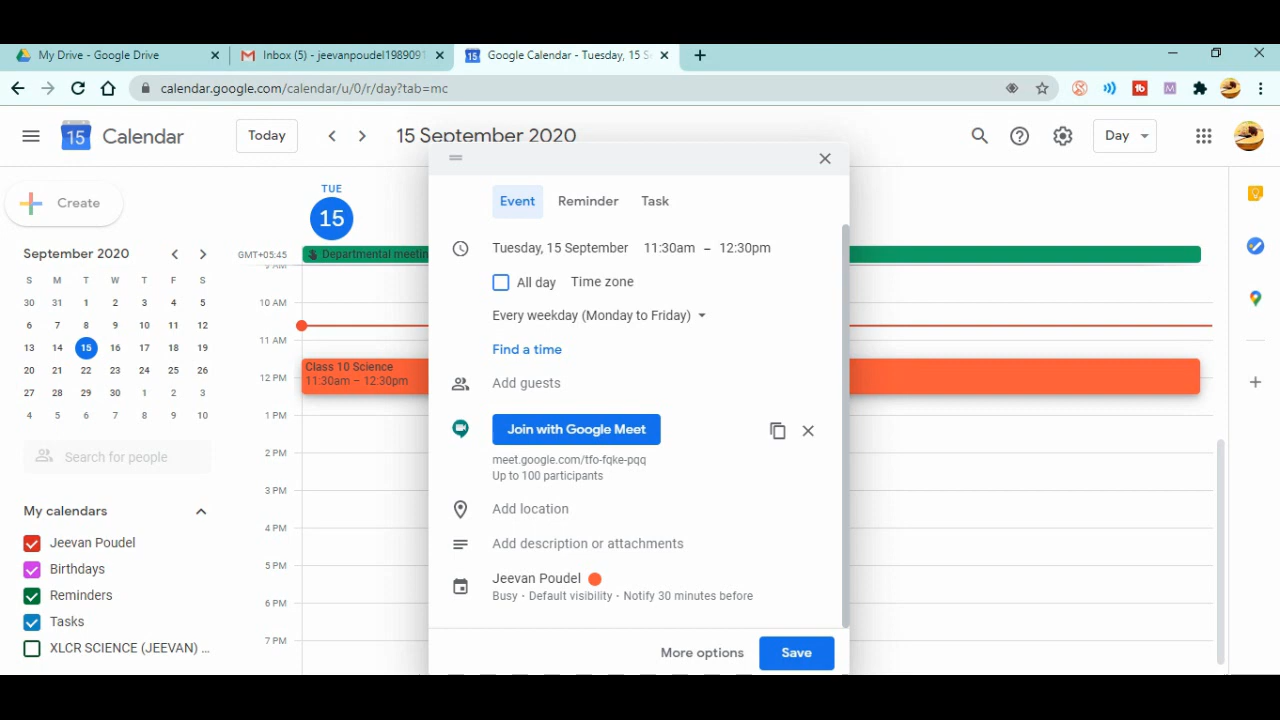 My Drive - Google Drive
Inbox (5) - jeevanpoudel1989091
15 Google Calendar - Tuesday, 15 S
calendar.google.com/calendar/u/0/r/day?tab=mc
15 Calendar
Today
15 September 2020
Day
Create
TUE
15
Event
Reminder
Task
September 2020
S M T W T F S
30 31 1 2 3 4 5
6 7 8 9 10 11 12
13 14 15 16 17 18 19
20 21 22 23 24 25 26
27 28 29 30 1 2 3
4 5 6 7 8 9 10
GMT+05:45
Departmental meetin
10 AM
11 AM
12 PM
1 PM
2 PM
3 PM
4 PM
5 PM
6 PM
7 PM
Class 10 Science
11:30am – 12:30pm
Tuesday, 15 September 11:30am – 12:30pm
All day Time zone
Every weekday (Monday to Friday)
Find a time
Add guests
Join with Google Meet
meet.google.com/tfo-fqke-pqq
Up to 100 participants
Add location
Add description or attachments
Jeevan Poudel
Busy · Default visibility · Notify 30 minutes before
More options
Save
Search for people
My calendars
Jeevan Poudel
Birthdays
Reminders
Tasks
XLCR SCIENCE (JEEVAN) ...